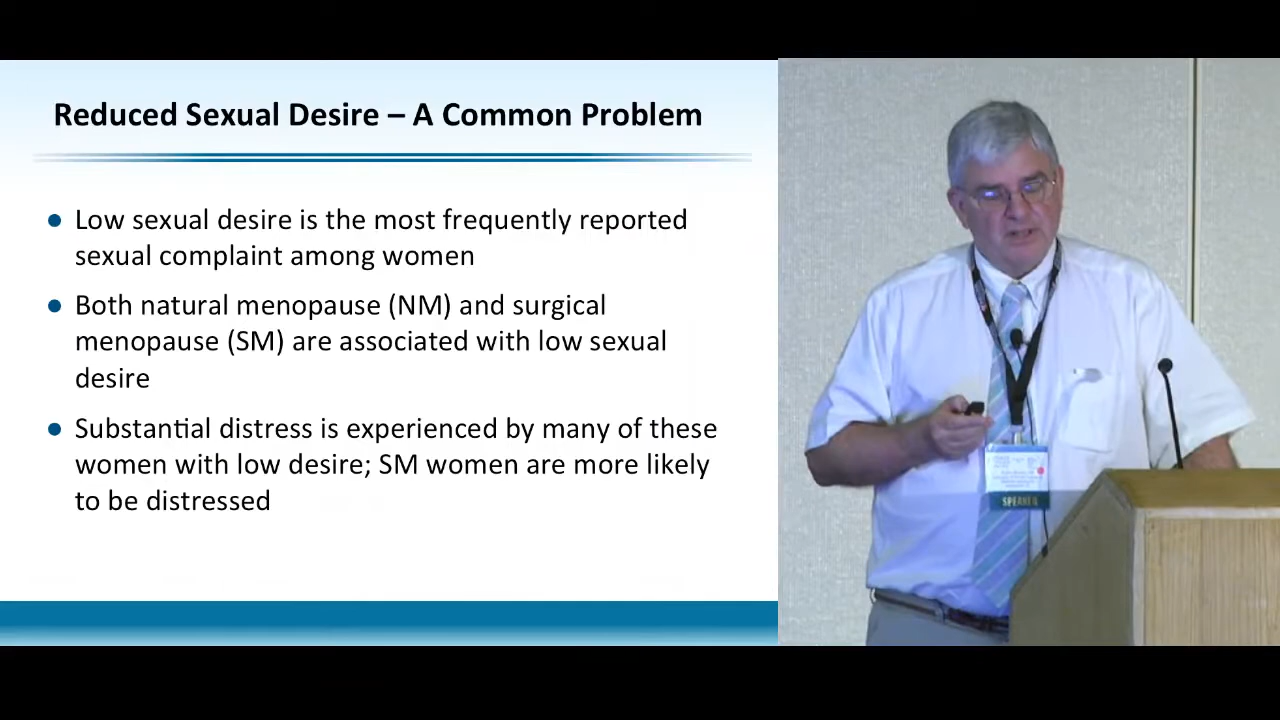 Reduced Sexual Desire – A Common Problem
● Low sexual desire is the most frequently reported
sexual complaint among women
● Both natural menopause (NM) and surgical
menopause (SM) are associated with low sexual
desire
● Substantial distress is experienced by many of these
women with low desire; SM women are more likely
to be distressed
SPEAKER